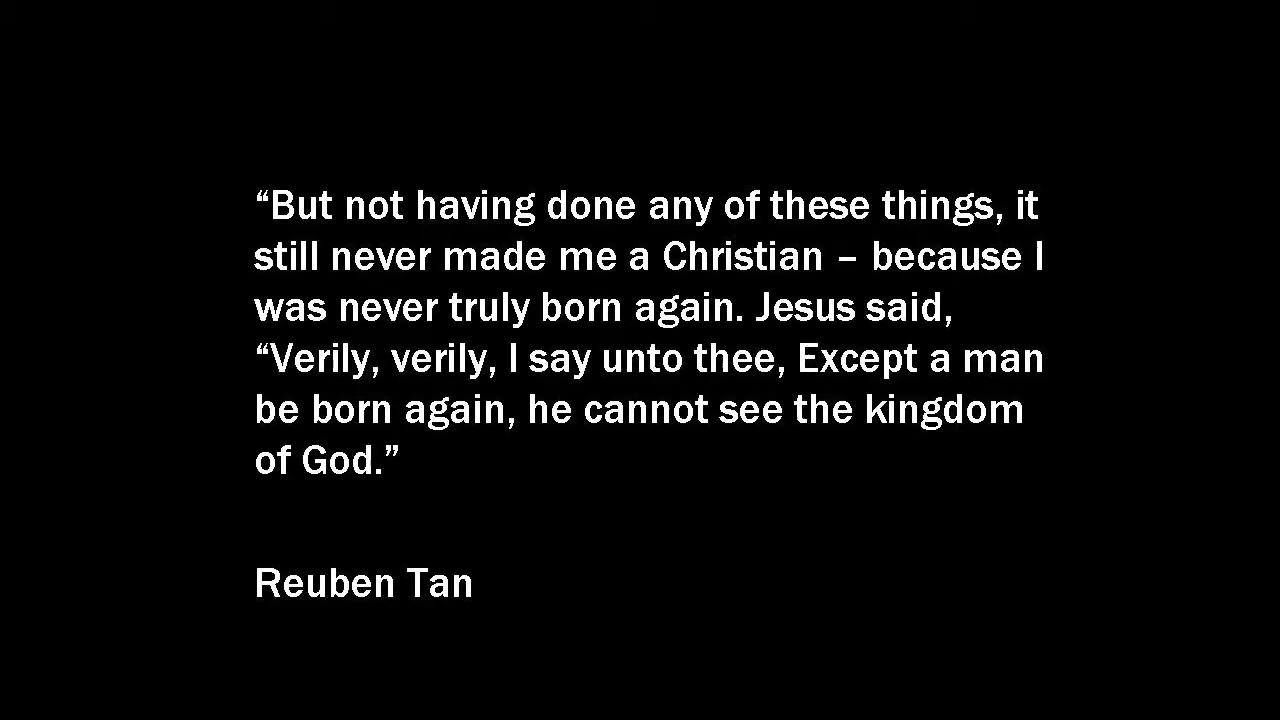 “But not having done any of these things, it
still never made me a Christian – because I
was never truly born again. Jesus said,
“Verily, verily, I say unto thee, Except a man
be born again, he cannot see the kingdom
of God.”
Reuben Tan